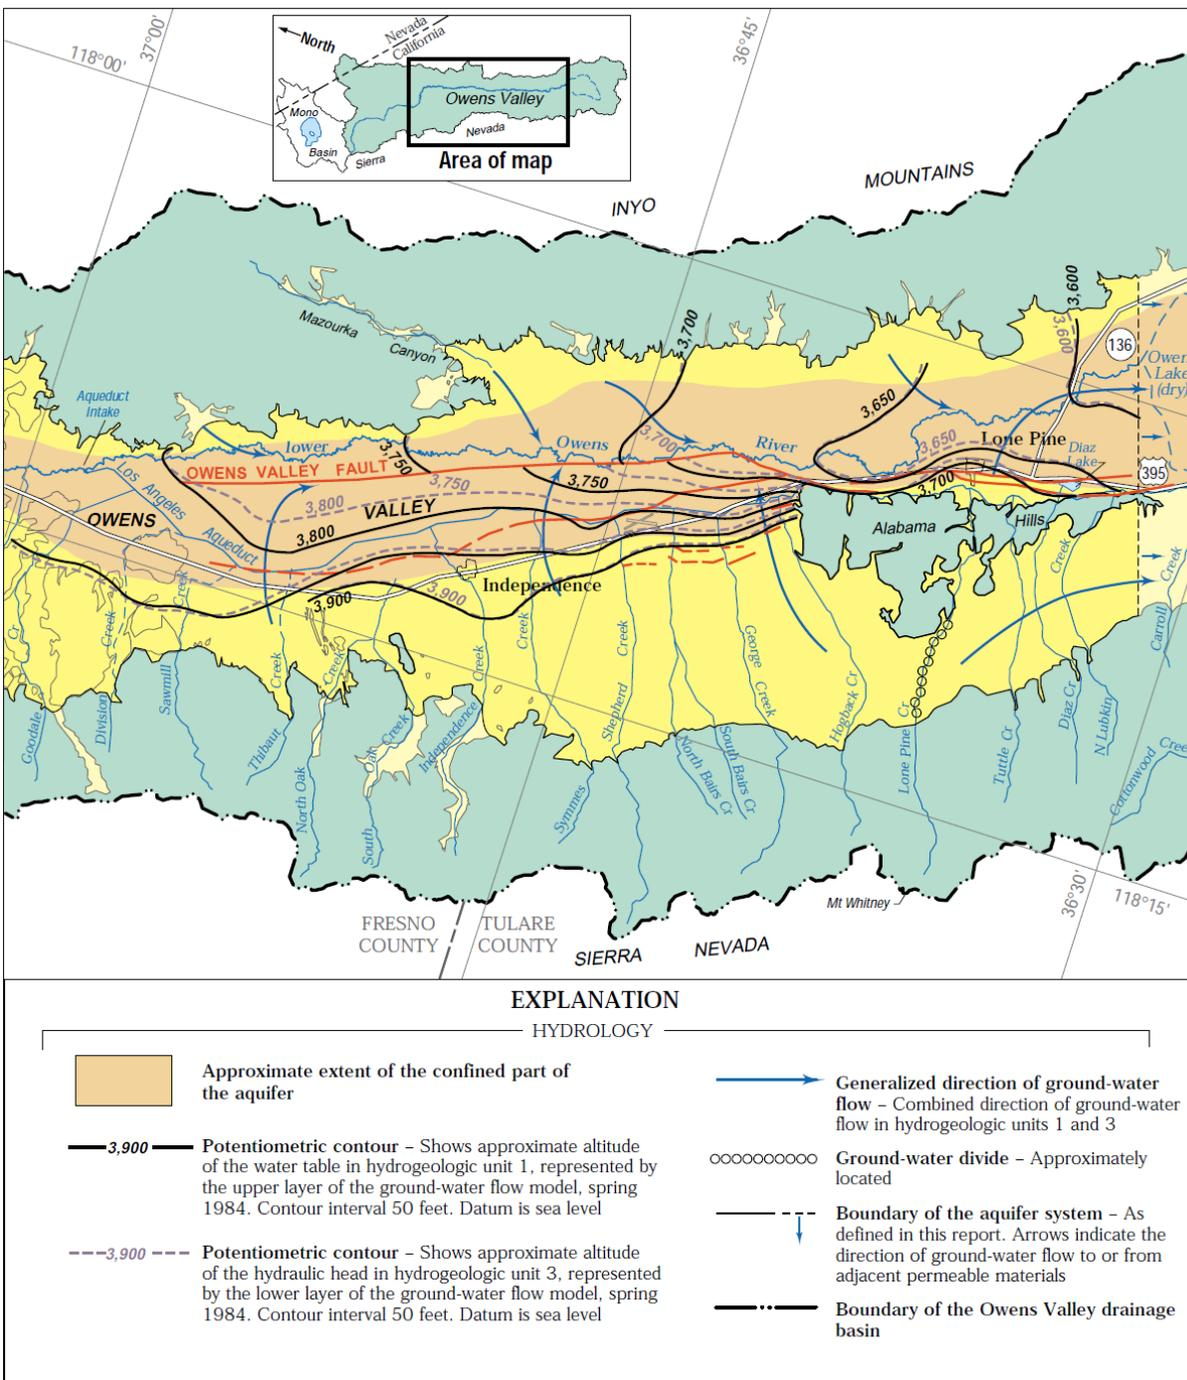 118°00'
37°00'
North
Nevada
California
Mono
Basin
Owens Valley
Sierra
Nevada
Area of map
36°45'
INYO
MOUNTAINS
Mazourka
Canyon
3,700
3,600
3,600
136
Owens
Lake
(dry)
Aqueduct
Intake
lower
3,750
Owens
3,700
River
3,650
3,650
Lone Pine
Diaz
Lake
395
OWENS VALLEY FAULT
Los Angeles
Aqueduct
3,750
3,750
3,800
VALLEY
3,800
OWENS
3,700
Alabama
Hills
Independence
3,900
3,900
Cr
Creek
Creek
Creek
Creek
Creek
Creek
Creek
Creek
Creek
Goodale
Division
Sawmill
Thibaut
North Oak
South
Oak
Creek
Independence
Symmes
Shepherd
George
Creek
North Bairs Cr
South Bairs Cr
Hogback Cr
Lone Pine
Cr
Tuttle Cr
Diaz Cr
N Lubkin
Carroll
Cottonwood
Mt Whitney
36°30'
118°15'
FRESNO
COUNTY
TULARE
COUNTY
SIERRA
NEVADA
EXPLANATION
HYDROLOGY
Approximate extent of the confined part of
the aquifer
3,900
Potentiometric contour – Shows approximate altitude
of the water table in hydrogeologic unit 1, represented by
the upper layer of the ground-water flow model, spring
1984. Contour interval 50 feet. Datum is sea level
3,900
Potentiometric contour – Shows approximate altitude
of the hydraulic head in hydrogeologic unit 3, represented
by the lower layer of the ground-water flow model, spring
1984. Contour interval 50 feet. Datum is sea level
Generalized direction of ground-water
flow – Combined direction of ground-water
flow in hydrogeologic units 1 and 3
Ground-water divide – Approximately
located
Boundary of the aquifer system – As
defined in this report. Arrows indicate the
direction of ground-water flow to or from
adjacent permeable materials
Boundary of the Owens Valley drainage
basin